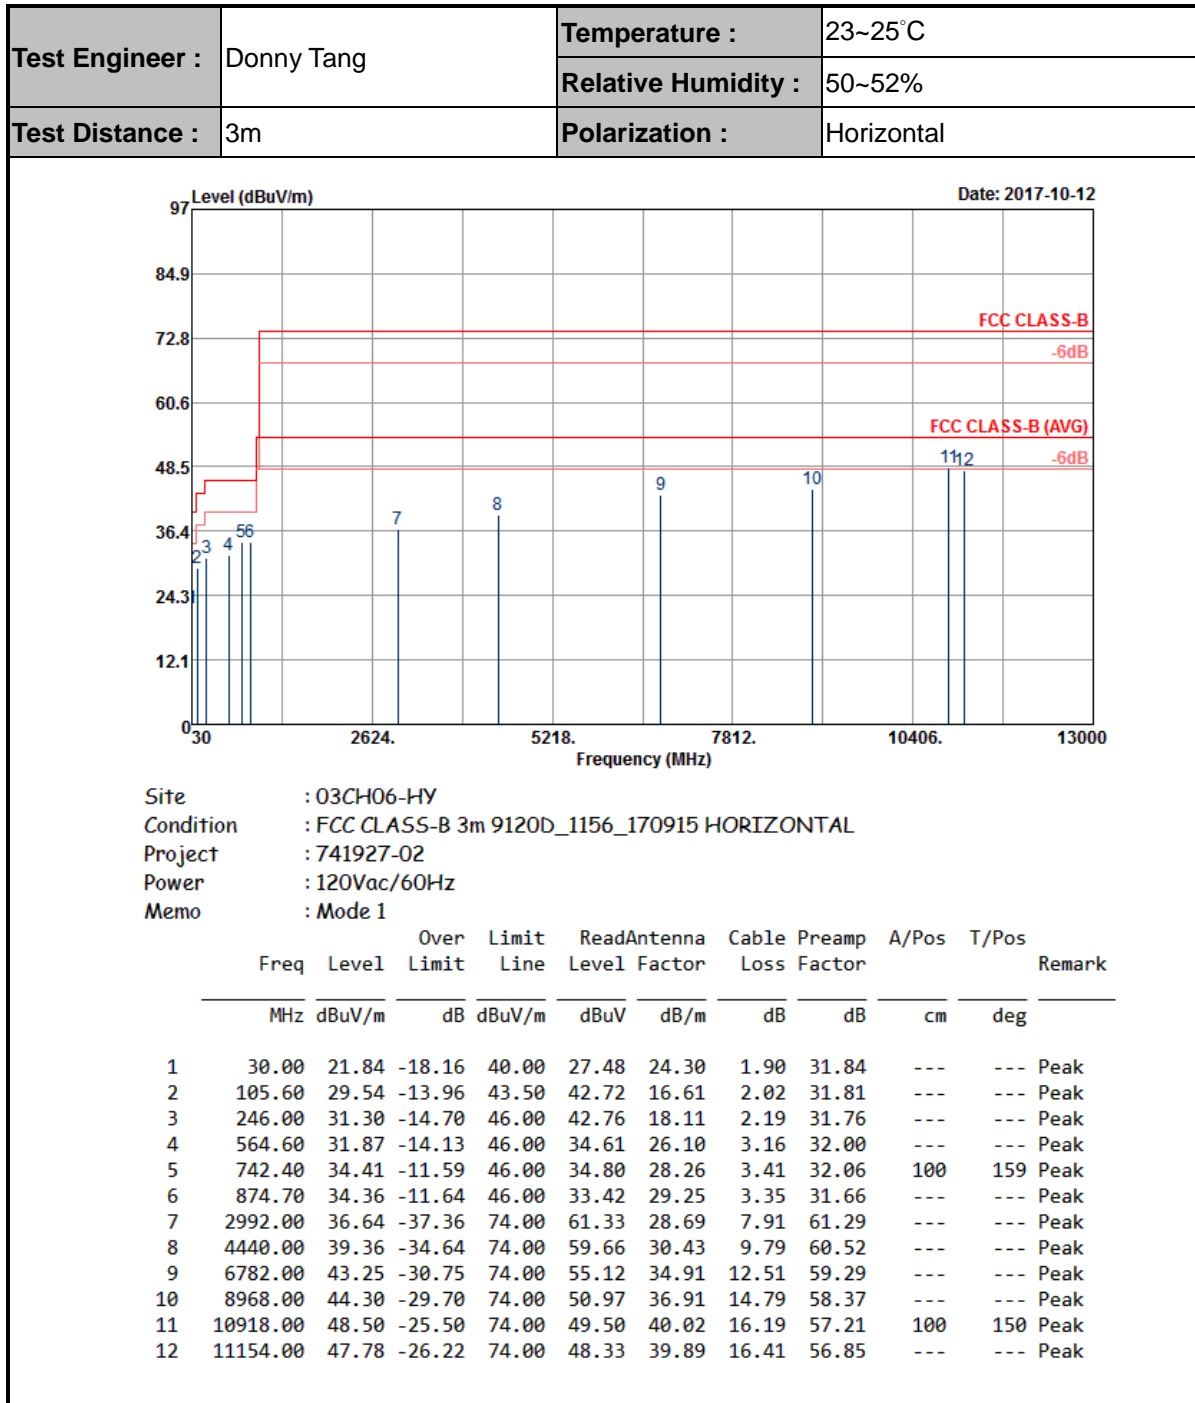 Test Engineer : Donny Tang Temperature : 23~25°C
Relative Humidity : 50~52%
Test Distance : 3m Polarization : Horizontal
Level (dBuV/m) Date: 2017-10-12
97
84.9
FCC CLASS-B
72.8
-6dB
60.6
FCC CLASS-B (AVG)
48.5
-6dB
36.4
24.3
12.1
0
1 2 3 4 5 6 7 8 9 10 11 12
30 2624. 5218. 7812. 10406. 13000
Frequency (MHz)
Site : 03CH06-HY
Condition : FCC CLASS-B 3m 9120D_1156_170915 HORIZONTAL
Project : 741927-02
Power : 120Vac/60Hz
Memo : Mode 1
Over Limit ReadAntenna Cable Preamp A/Pos T/Pos
Freq Level Limit Line Level Factor Loss Factor Remark
MHz dBuV/m dB dBuV/m dBuV dB/m dB dB cm deg
1 30.00 21.84 -18.16 40.00 27.48 24.30 1.90 31.84 --- --- Peak
2 105.60 29.54 -13.96 43.50 42.72 16.61 2.02 31.81 --- --- Peak
3 246.00 31.30 -14.70 46.00 42.76 18.11 2.19 31.76 --- --- Peak
4 564.60 31.87 -14.13 46.00 34.61 26.10 3.16 32.00 --- --- Peak
5 742.40 34.41 -11.59 46.00 34.80 28.26 3.41 32.06 100 159 Peak
6 874.70 34.36 -11.64 46.00 33.42 29.25 3.35 31.66 --- --- Peak
7 2992.00 36.64 -37.36 74.00 61.33 28.69 7.91 61.29 --- --- Peak
8 4440.00 39.36 -34.64 74.00 59.66 30.43 9.79 60.52 --- --- Peak
9 6782.00 43.25 -30.75 74.00 55.12 34.91 12.51 59.29 --- --- Peak
10 8968.00 44.30 -29.70 74.00 50.97 36.91 14.79 58.37 --- --- Peak
11 10918.00 48.50 -25.50 74.00 49.50 40.02 16.19 57.21 100 150 Peak
12 11154.00 47.78 -26.22 74.00 48.33 39.89 16.41 56.85 --- --- Peak